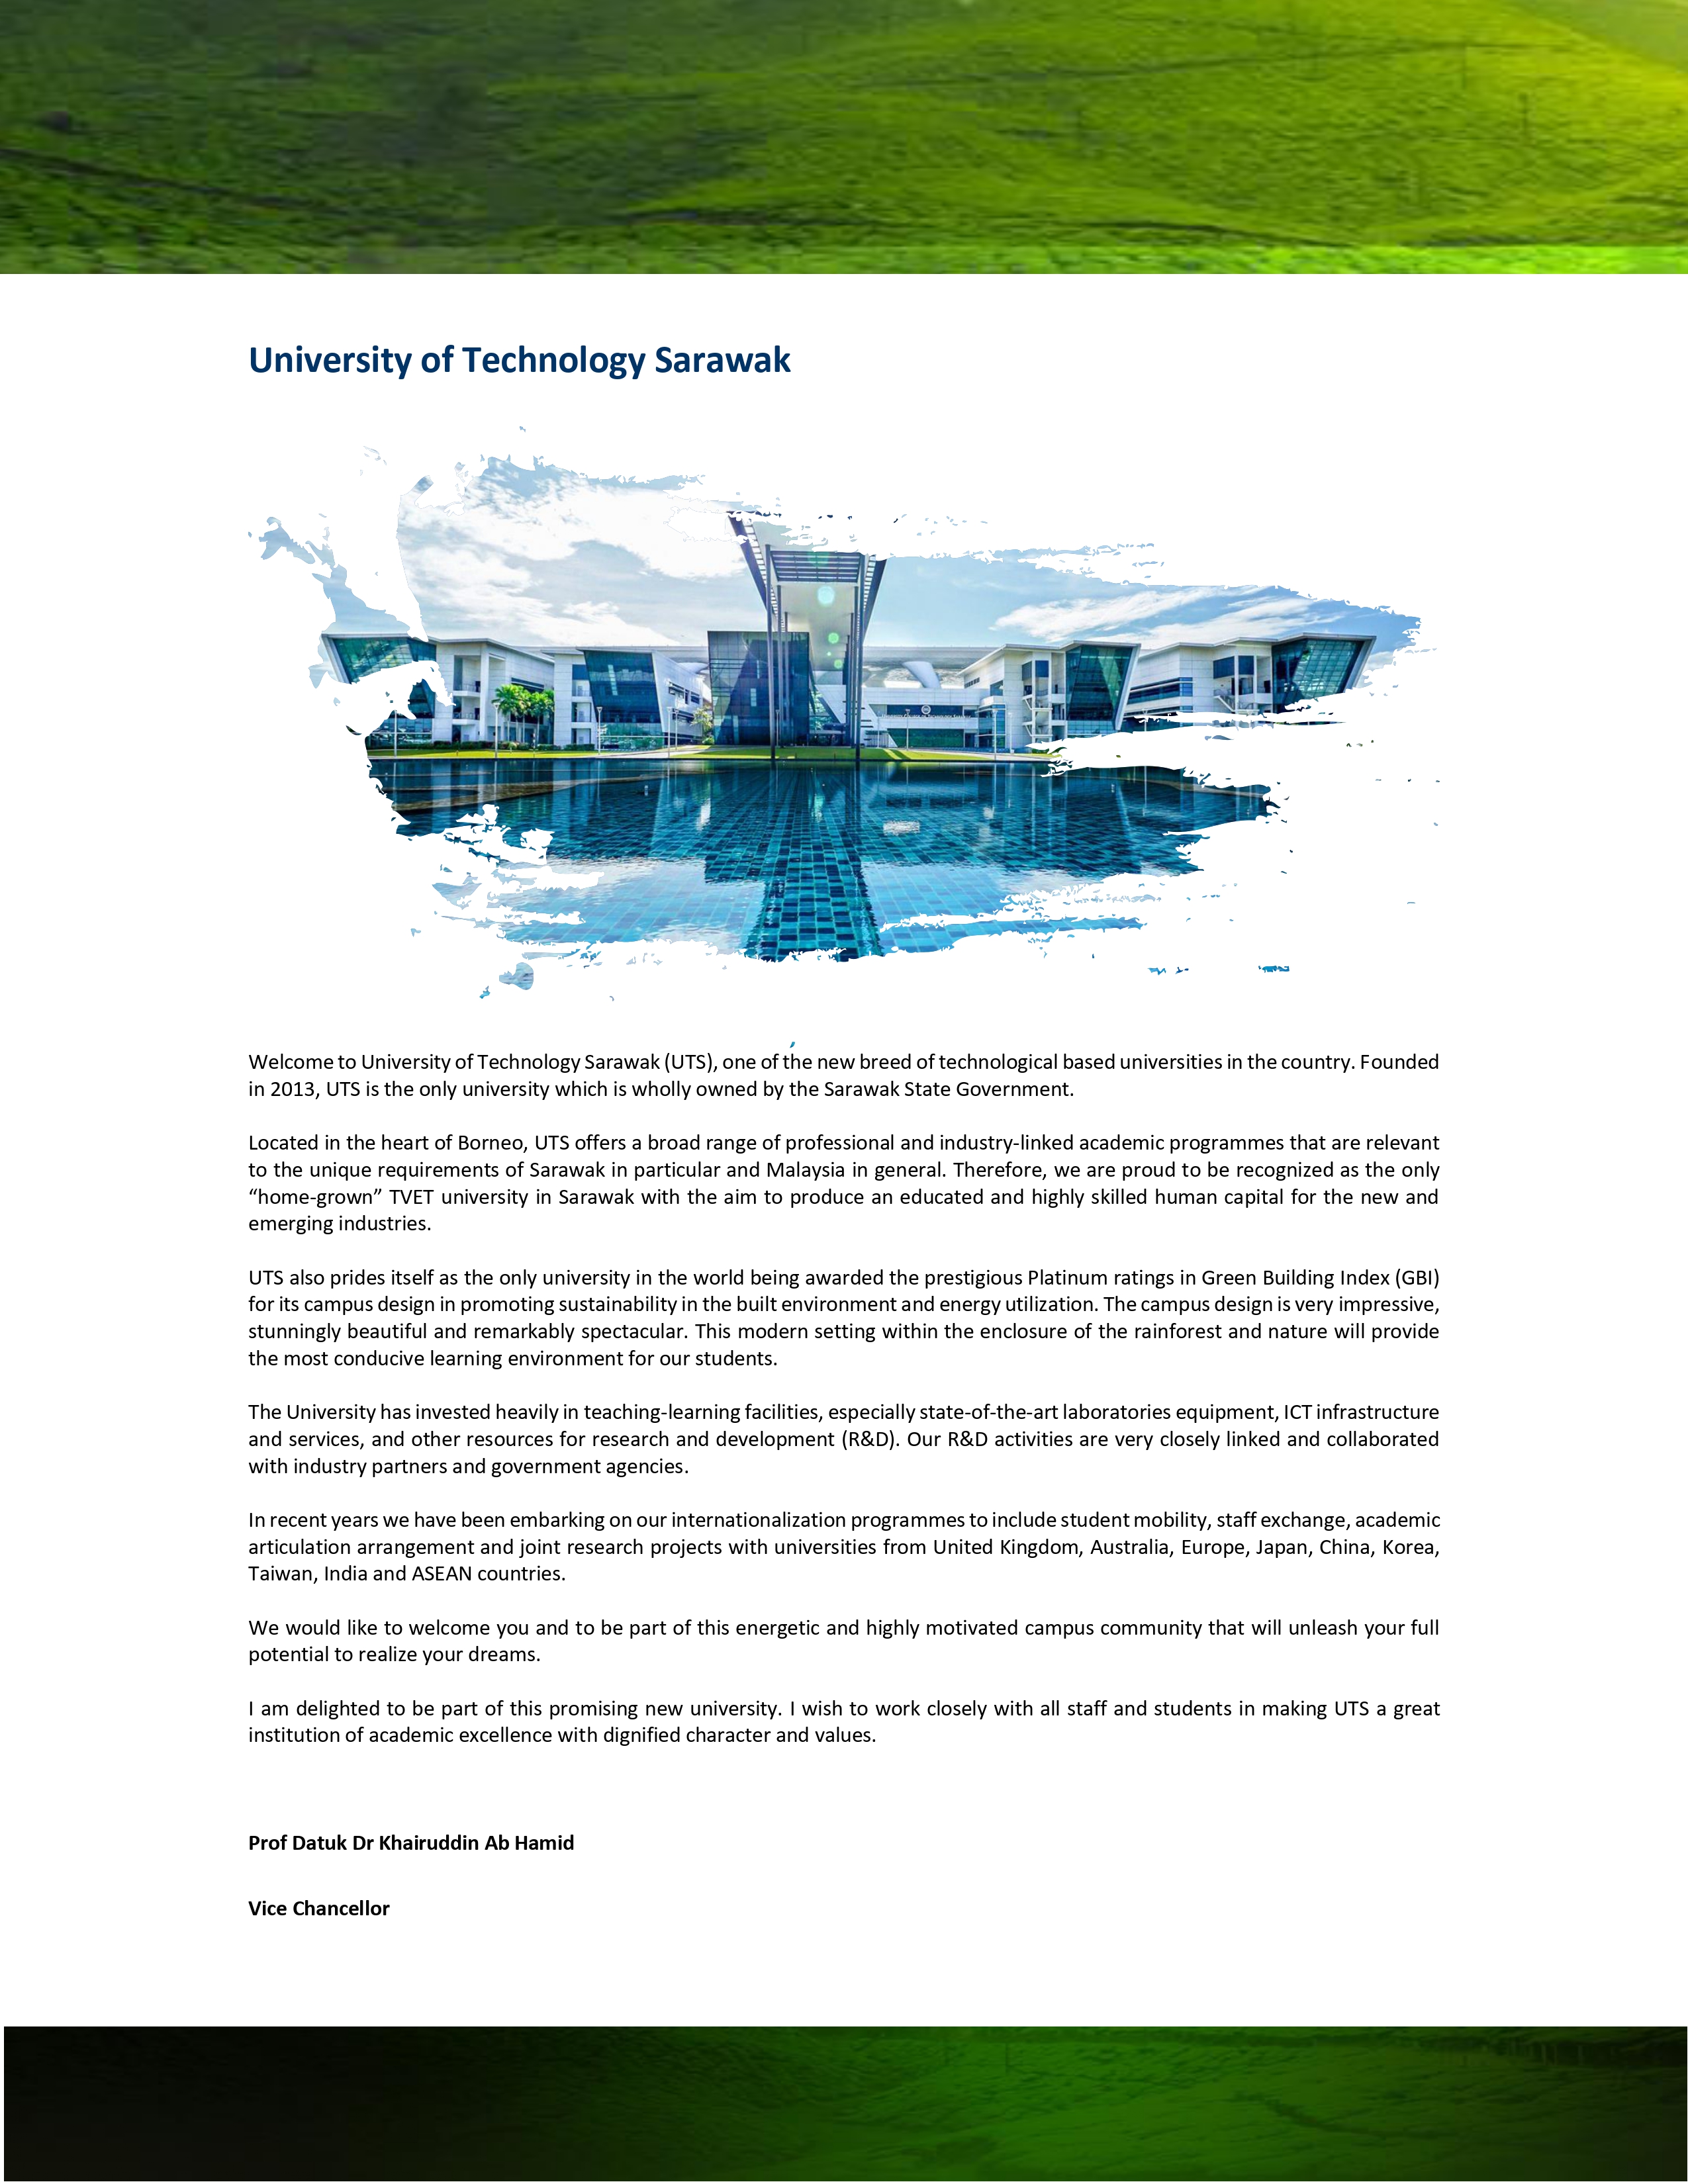 University of Technology Sarawak
Welcome to University of Technology Sarawak (UTS), one of the new breed of technological based universities in the country. Founded
in 2013, UTS is the only university which is wholly owned by the Sarawak State Government.
Located in the heart of Borneo, UTS offers a broad range of professional and industry-linked academic programmes that are relevant
to the unique requirements of Sarawak in particular and Malaysia in general. Therefore, we are proud to be recognized as the only
“home-grown” TVET university in Sarawak with the aim to produce an educated and highly skilled human capital for the new and
emerging industries.
UTS also prides itself as the only university in the world being awarded the prestigious Platinum ratings in Green Building Index (GBI)
for its campus design in promoting sustainability in the built environment and energy utilization. The campus design is very impressive,
stunningly beautiful and remarkably spectacular. This modern setting within the enclosure of the rainforest and nature will provide
the most conducive learning environment for our students.
The University has invested heavily in teaching-learning facilities, especially state-of-the-art laboratories equipment, ICT infrastructure
and services, and other resources for research and development (R&D). Our R&D activities are very closely linked and collaborated
with industry partners and government agencies.
In recent years we have been embarking on our internationalization programmes to include student mobility, staff exchange, academic
articulation arrangement and joint research projects with universities from United Kingdom, Australia, Europe, Japan, China, Korea,
Taiwan, India and ASEAN countries.
We would like to welcome you and to be part of this energetic and highly motivated campus community that will unleash your full
potential to realize your dreams.
I am delighted to be part of this promising new university. I wish to work closely with all staff and students in making UTS a great
institution of academic excellence with dignified character and values.
Prof Datuk Dr Khairuddin Ab Hamid
Vice Chancellor